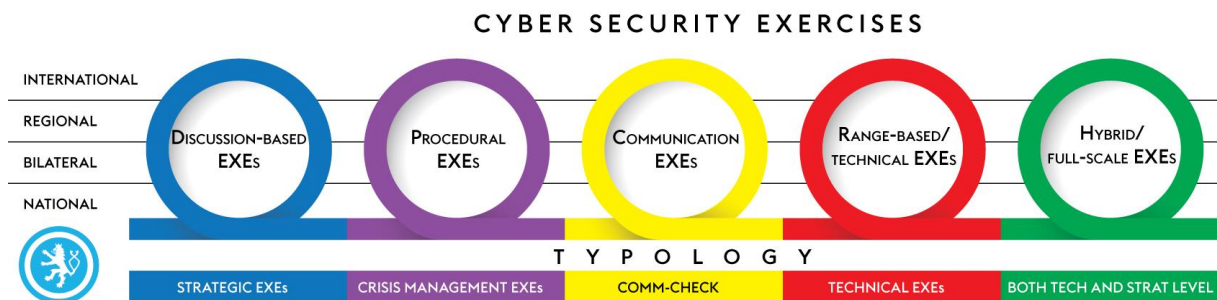 CYBER SECURITY EXERCISES
INTERNATIONAL
REGIONAL
BILATERAL
NATIONAL
DISCUSSION-BASED
EXEs
PROCEDURAL
EXEs
COMMUNICATION
EXEs
RANGE-BASED/
TECHNICAL EXEs
HYBRID/
FULL-SCALE EXEs
TYPOLOGY
STRATEGIC EXEs
CRISIS MANAGEMENT EXEs
COMM-CHECK
TECHNICAL EXEs
BOTH TECH AND STRAT LEVEL